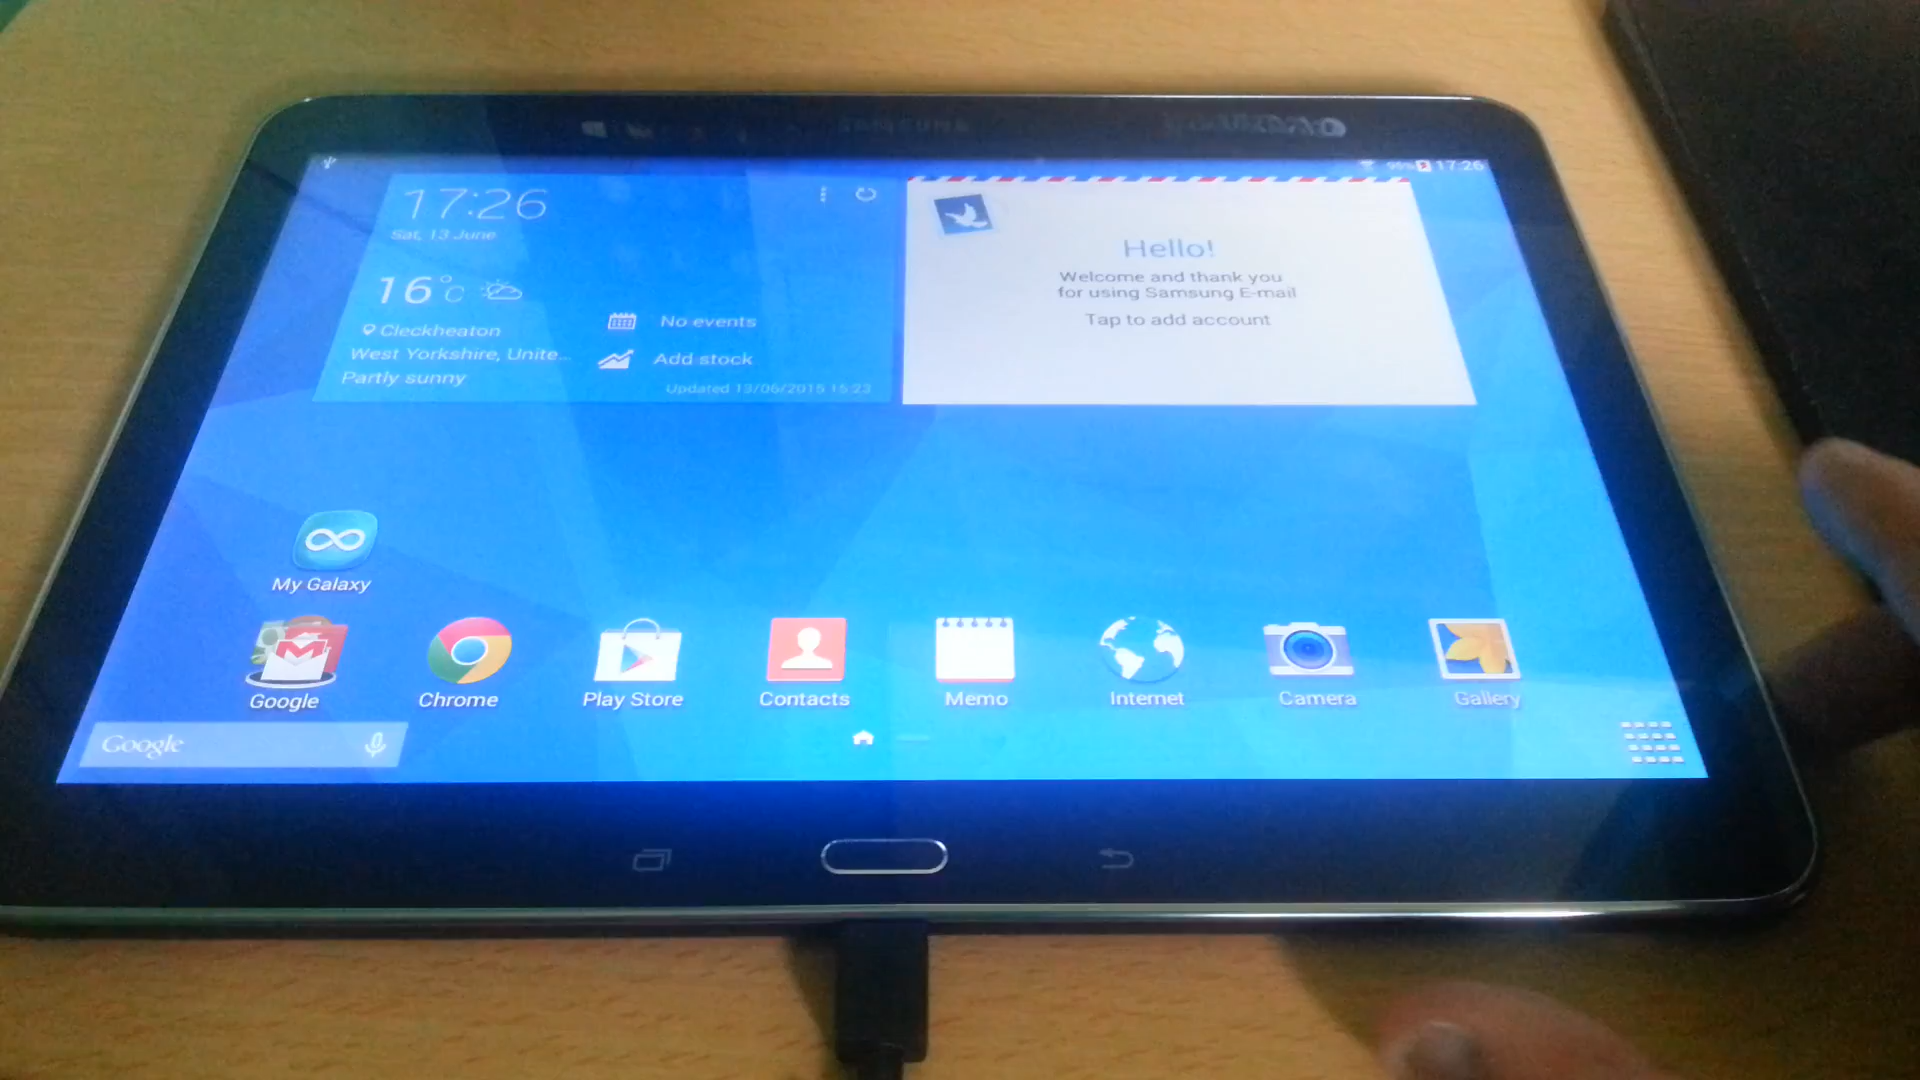 17:26
17:26
Sat, 13 June
16°C
Cleckheaton
West Yorkshire, Unite...
Partly sunny
No events
Add stock
Updated 13/06/2015 15:23
Hello!
Welcome and thank you
for using Samsung E-mail
Tap to add account
My Galaxy
Google
Chrome
Play Store
Contacts
Memo
Internet
Camera
Gallery
Google